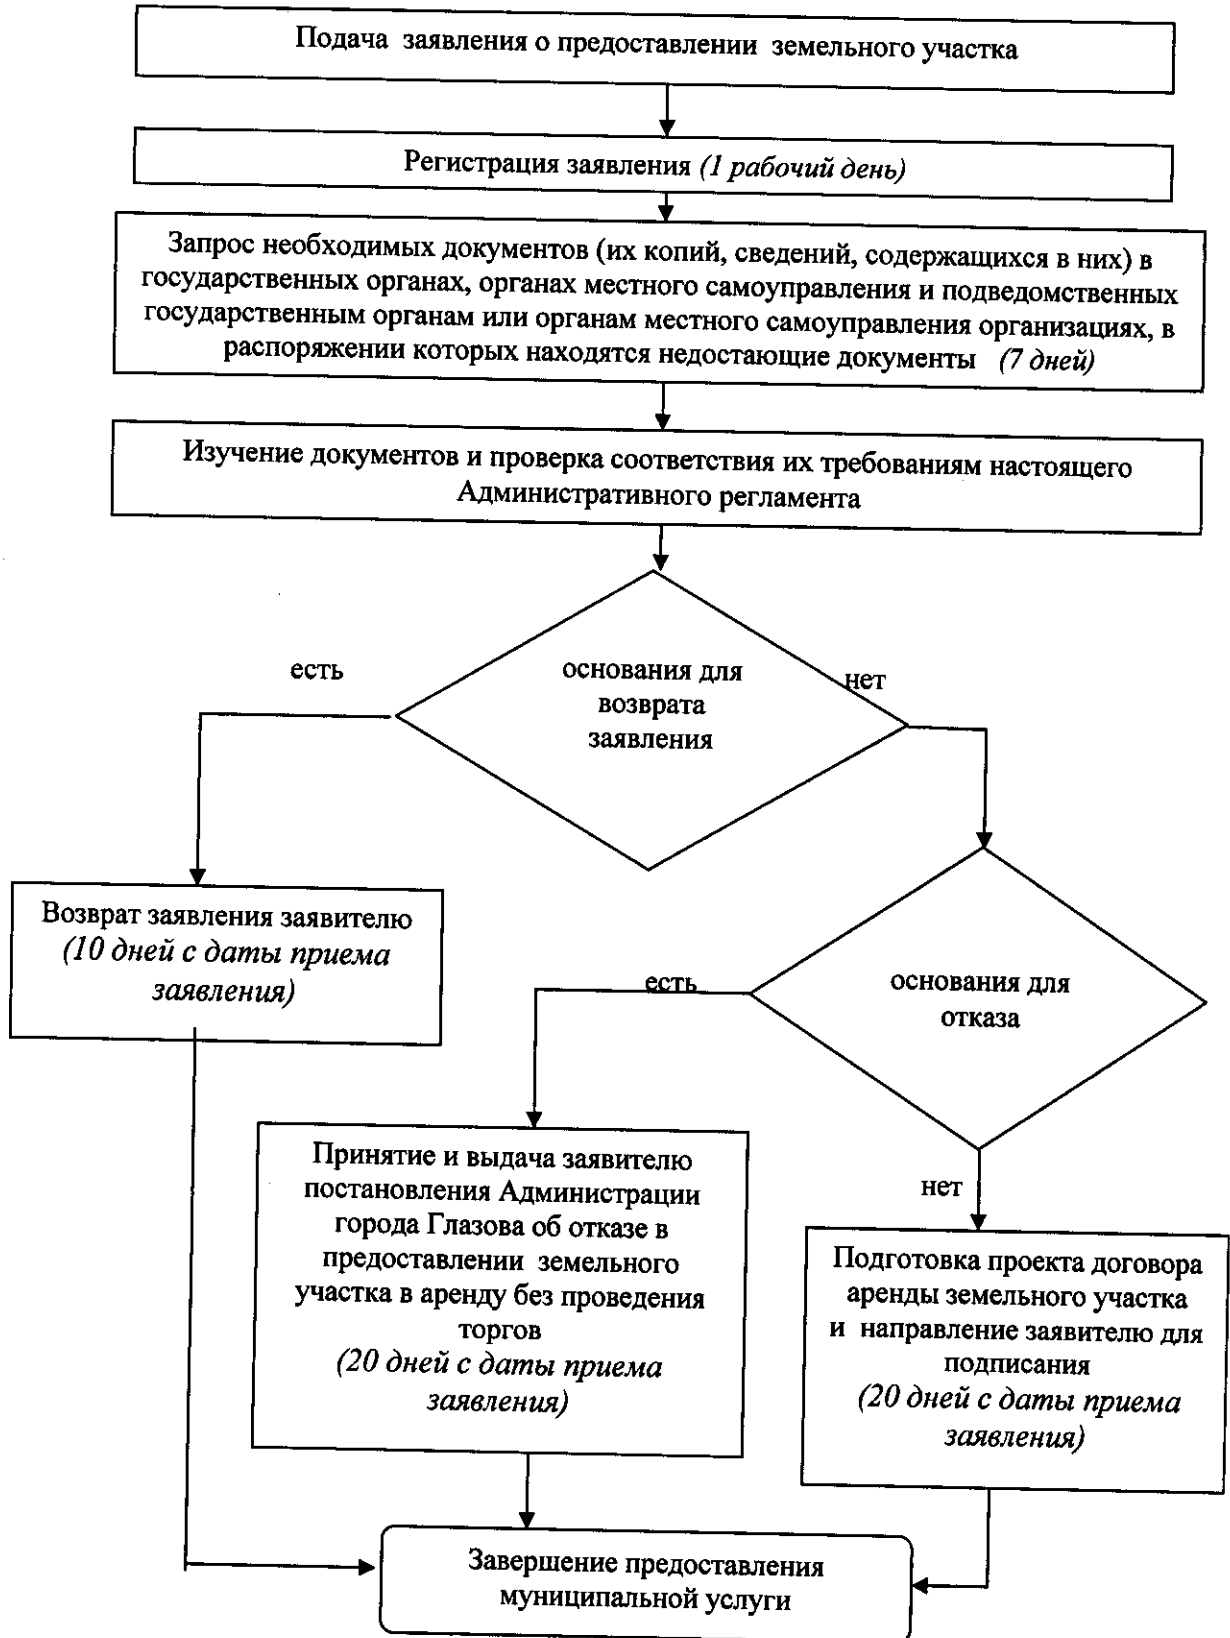 Подача заявления о предоставлении земельного участка
Регистрация заявления (1 рабочий день)
Запрос необходимых документов (их копий, сведений, содержащихся в них) в
государственных органах, органах местного самоуправления и подведомственных
государственным органам или органам местного самоуправления организациях, в
распоряжении которых находятся недостающие документы (7 дней)
Изучение документов и проверка соответствия их требованиям настоящего
Административного регламента
есть
основания для
возврата
заявления
нет
Возврат заявления заявителю
(10 дней с даты приема
заявления)
есть
основания для
отказа
Принятие и выдача заявителю
постановления Администрации
города Глазова об отказе в
предоставлении земельного
участка в аренду без проведения
торгов
(20 дней с даты приема
заявления)
нет
Подготовка проекта договора
аренды земельного участка
и направление заявителю для
подписания
(20 дней с даты приема
заявления)
Завершение предоставления
муниципальной услуги